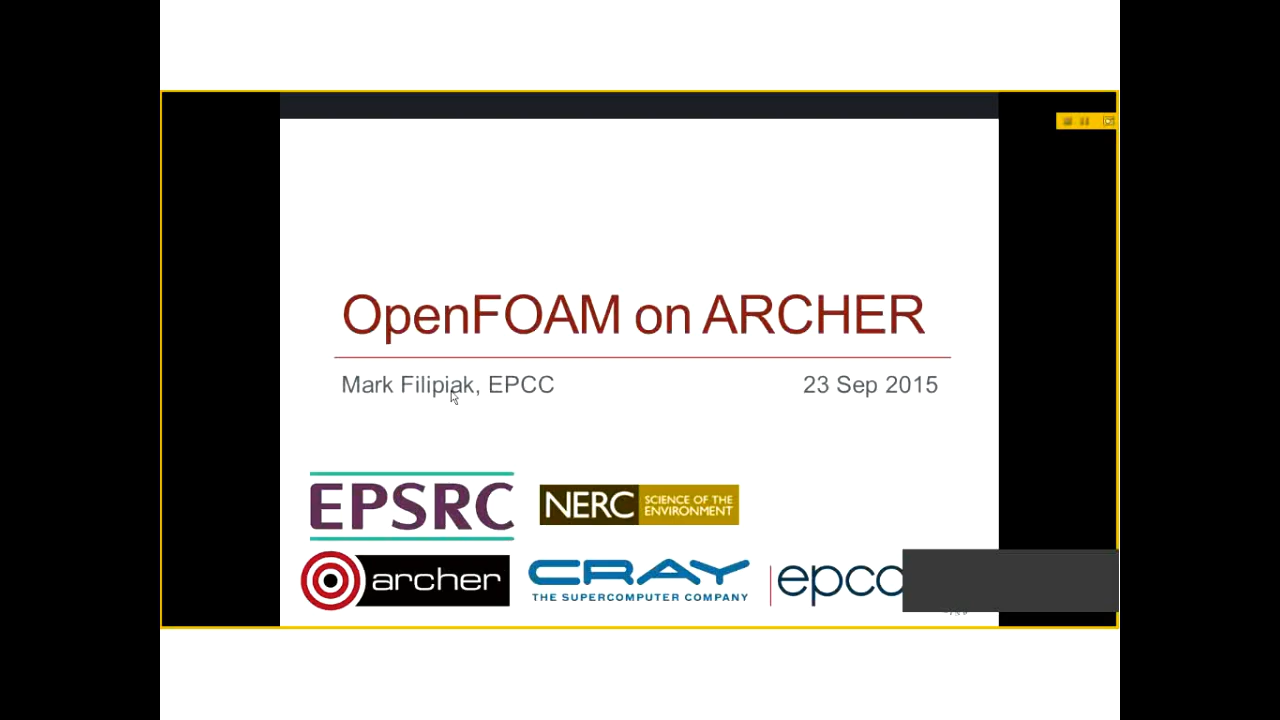 OpenFOAM on ARCHER
Mark Filipiak, EPCC
23 Sep 2015
EPSRC
NERC SCIENCE OF THE ENVIRONMENT
archer
CRAY
THE SUPERCOMPUTER COMPANY
epcc